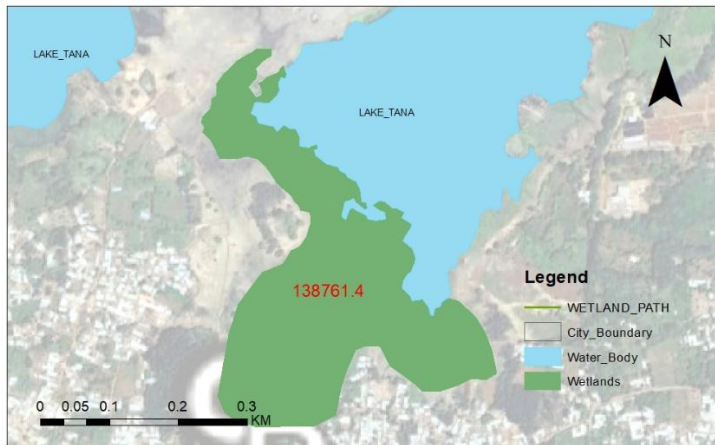 LAKE_TANA
LAKE_TANA
N
138761.4
Legend
WETLAND_PATH
City_Boundary
Water_Body
Wetlands
0 0.05 0.1 0.2 0.3
KM